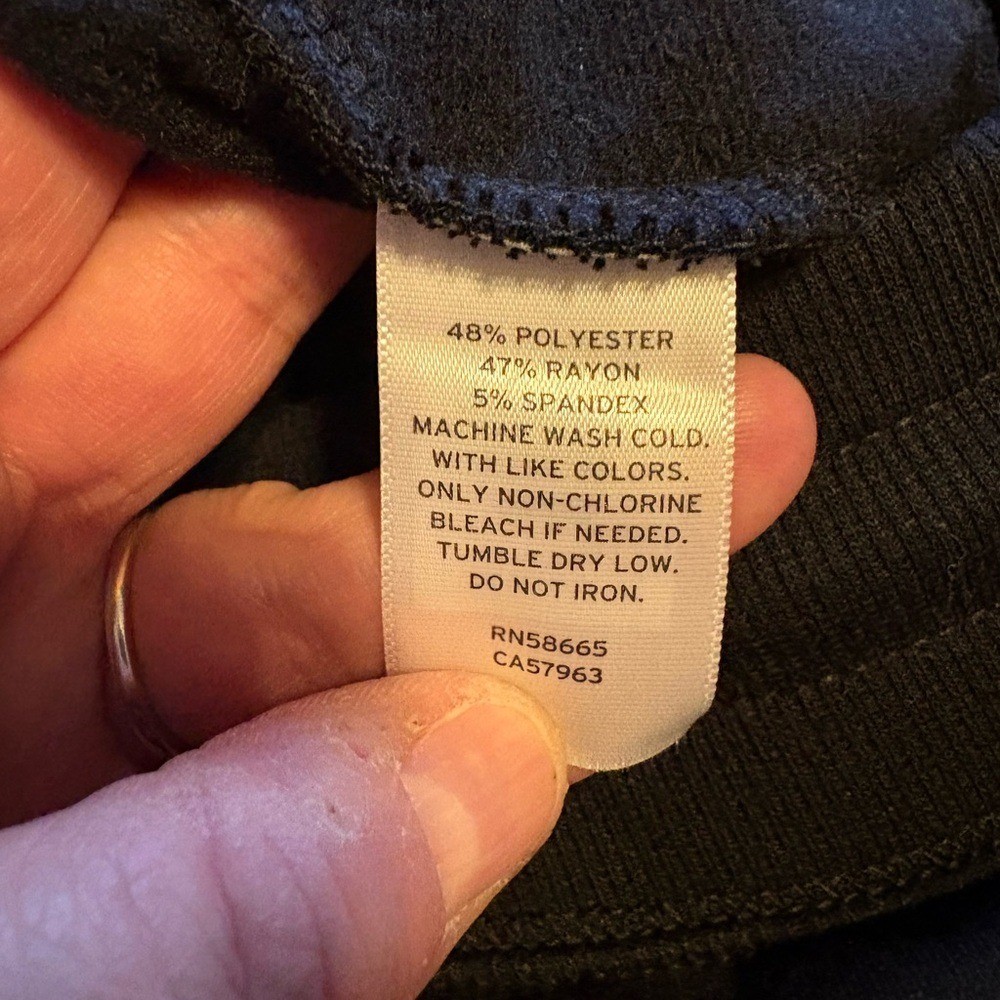 48% POLYESTER
47% RAYON
5% SPANDEX
MACHINE WASH COLD.
WITH LIKE COLORS.
ONLY NON-CHLORINE
BLEACH IF NEEDED.
TUMBLE DRY LOW.
DO NOT IRON.
RN58665
CA57963